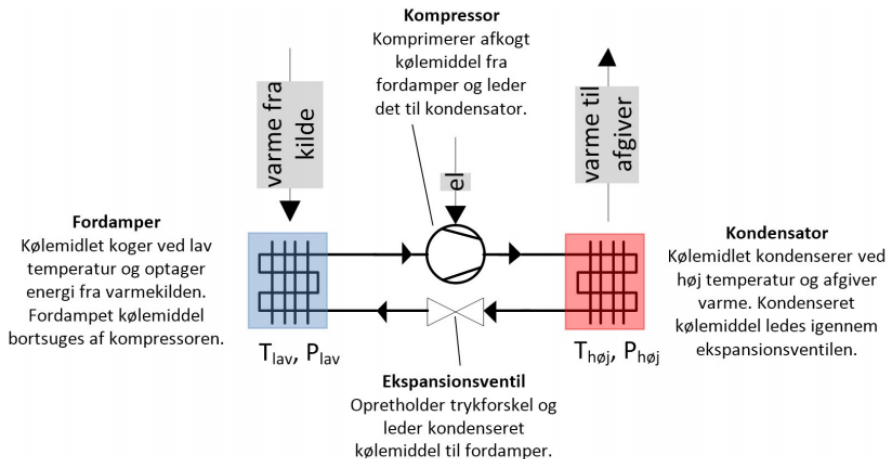 Kompressor
Komprimerer afkogt
kølemiddel fra
fordamper og leder
det til kondensator.
varme fra
kilde
el
varme til
afgiver
Fordamper
Kølemidlet koger ved lav
temperatur og optager
energi fra varmekilden.
Fordampet kølemiddel
bortsuges af kompressoren.
Kondensator
Kølemidlet kondenserer ved
høj temperatur og afgiver
varme. Kondenseret
kølemiddel ledes igennem
ekspansionsventilen.
Tlav, Plav
Thøj, Phøj
Ekspansionsventil
Opretholder trykforskel og
leder kondenseret
kølemiddel til fordamper.